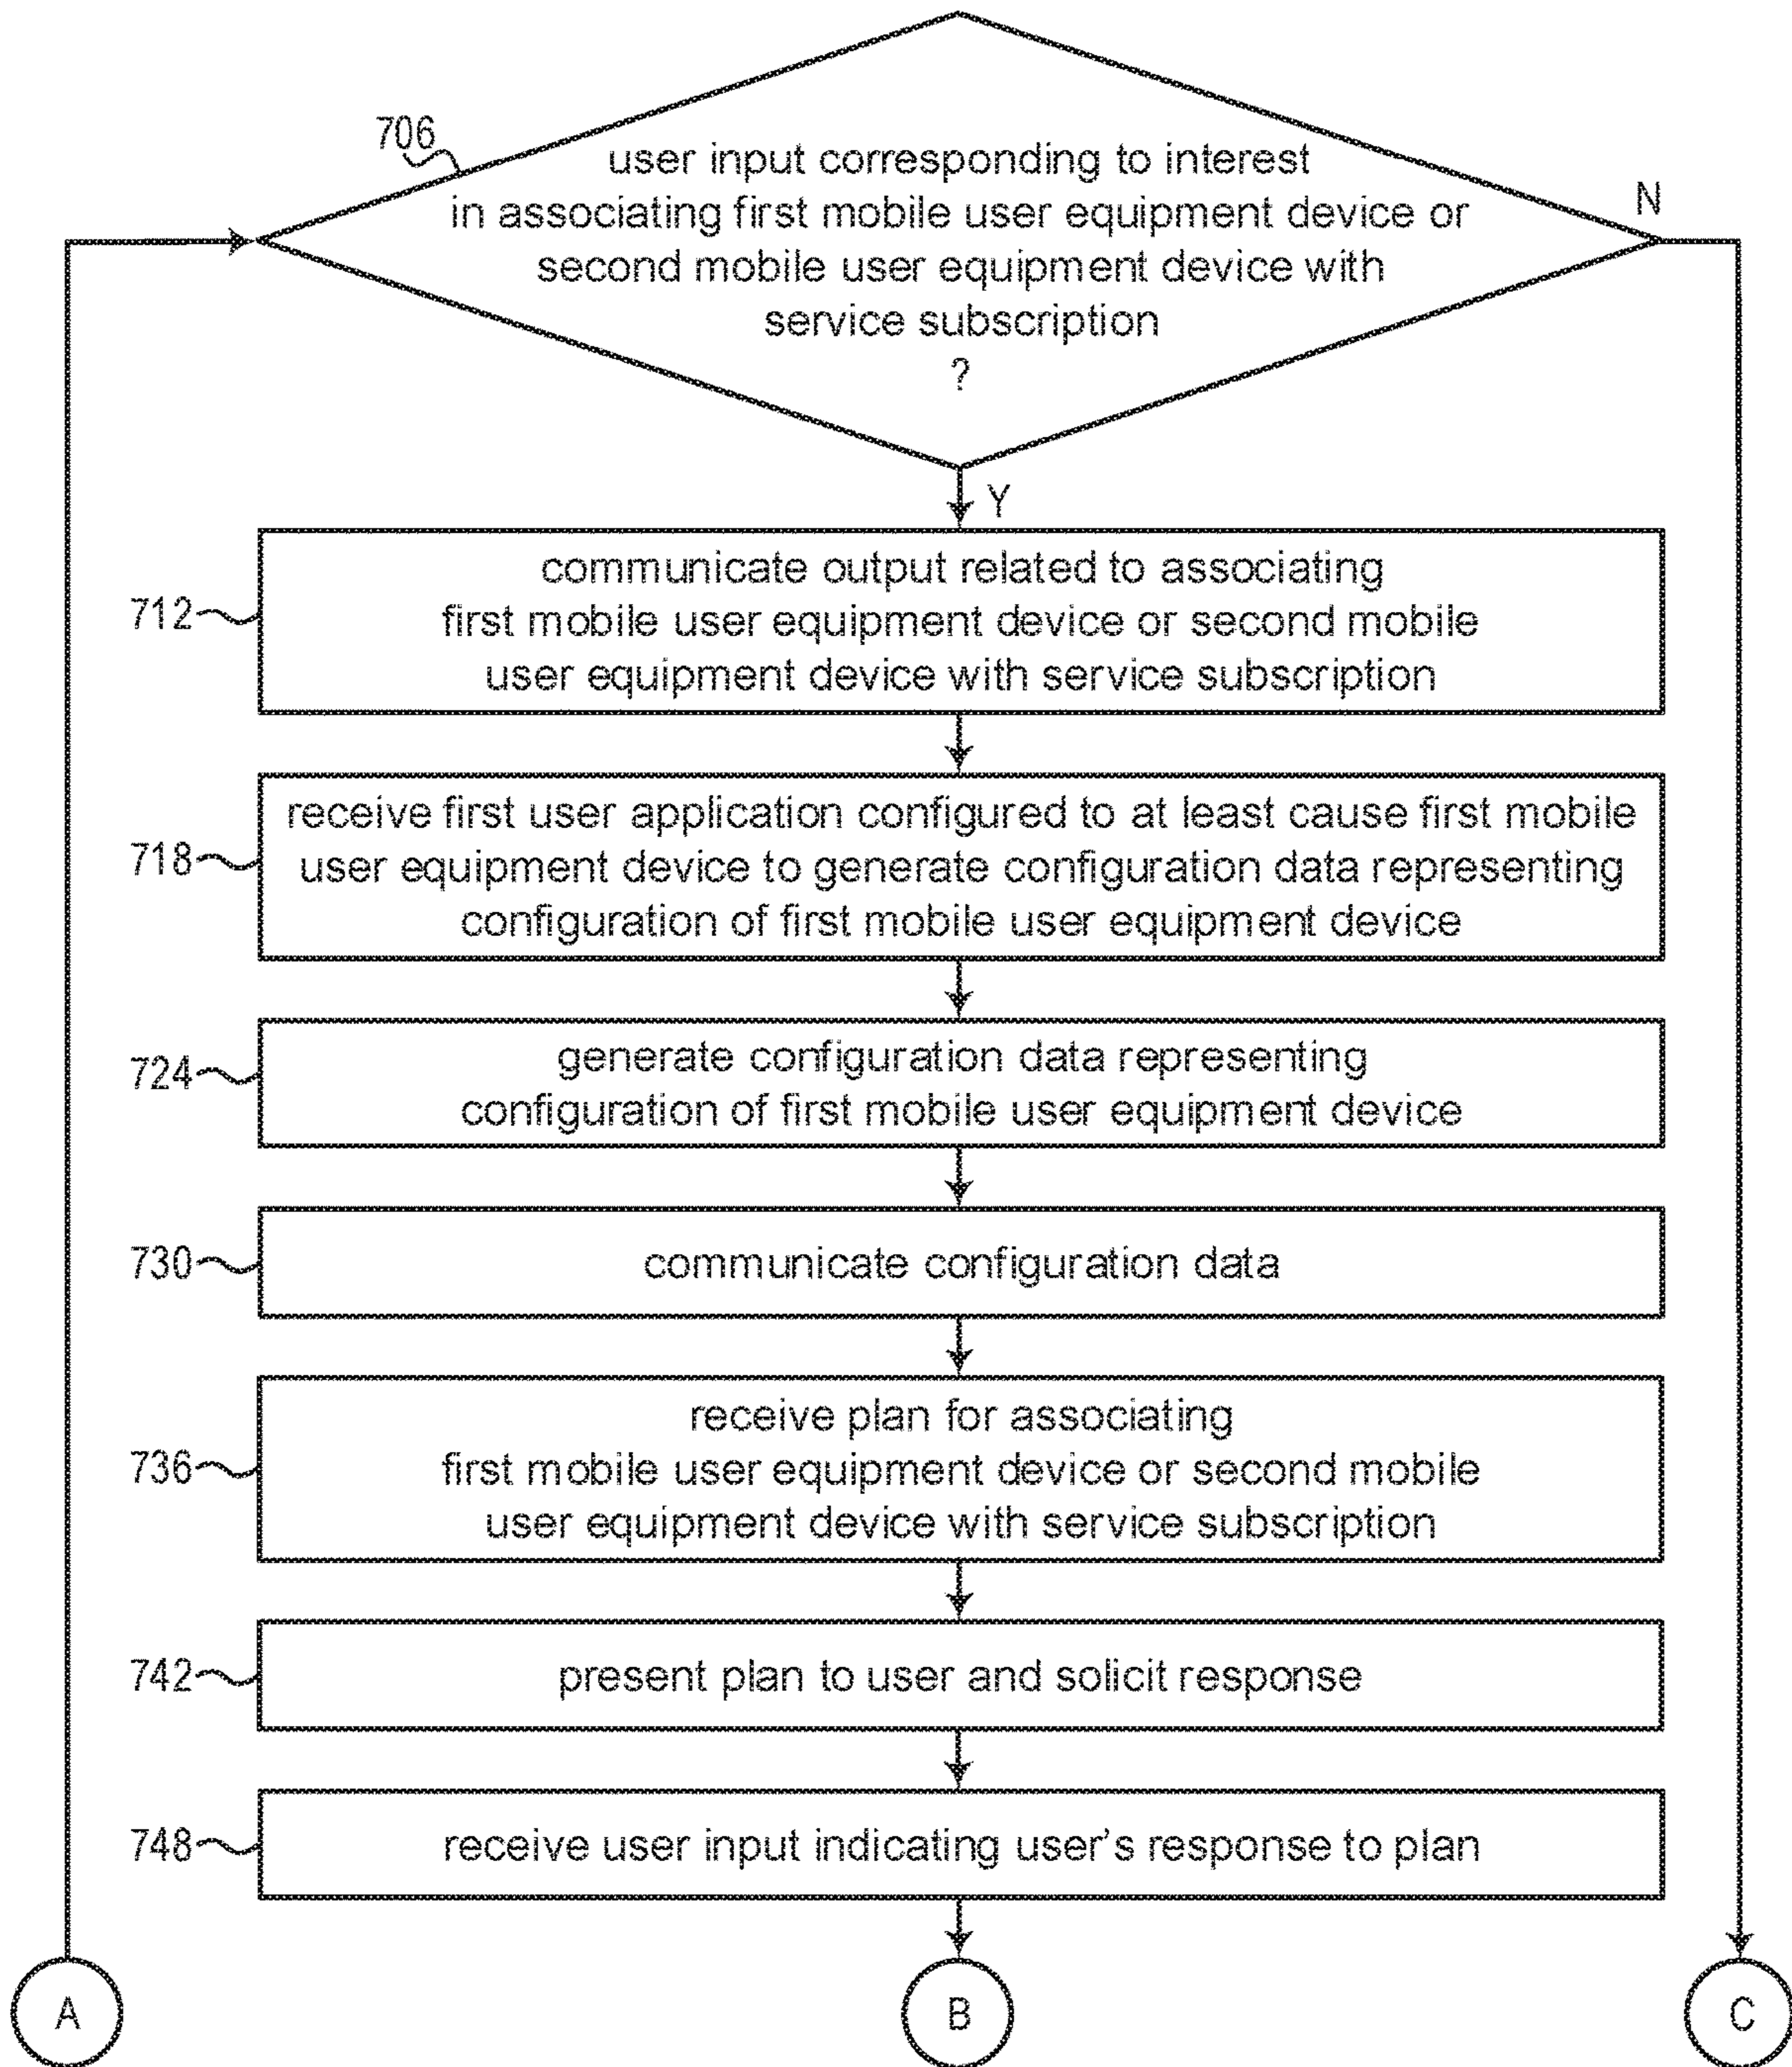 706
user input corresponding to interest
in associating first mobile user equipment device or
second mobile user equipment device with
service subscription
?
N
Y
712
communicate output related to associating
first mobile user equipment device or second mobile
user equipment device with service subscription
718
receive first user application configured to at least cause first mobile
user equipment device to generate configuration data representing
configuration of first mobile user equipment device
724
generate configuration data representing
configuration of first mobile user equipment device
730
communicate configuration data
736
receive plan for associating
first mobile user equipment device or second mobile
user equipment device with service subscription
742
present plan to user and solicit response
748
receive user input indicating user's response to plan
A
B
C